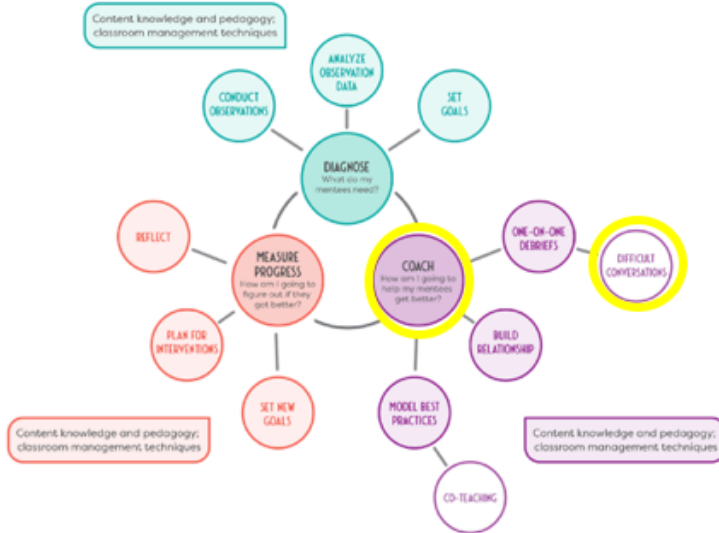 Content knowledge and pedagogy;
classroom management techniques
ANALYZE
OBSERVATION
DATA
CONDUCT
OBSERVATIONS
SET
GOALS
DIAGNOSE
What do my
mentees need?
REFLECT
MEASURE
PROGRESS
How am I going to
figure out if they
got better?
COACH
How am I going to
help my mentees
get better?
ONE-ON-ONE
DEBRIEFS
DIFFICULT
CONVERSATIONS
PLAN FOR
INTERVENTIONS
BUILD
RELATIONSHIP
SET NEW
GOALS
MODEL BEST
PRACTICES
Content knowledge and pedagogy;
classroom management techniques
Content knowledge and pedagogy;
classroom management techniques
CO-TEACHING